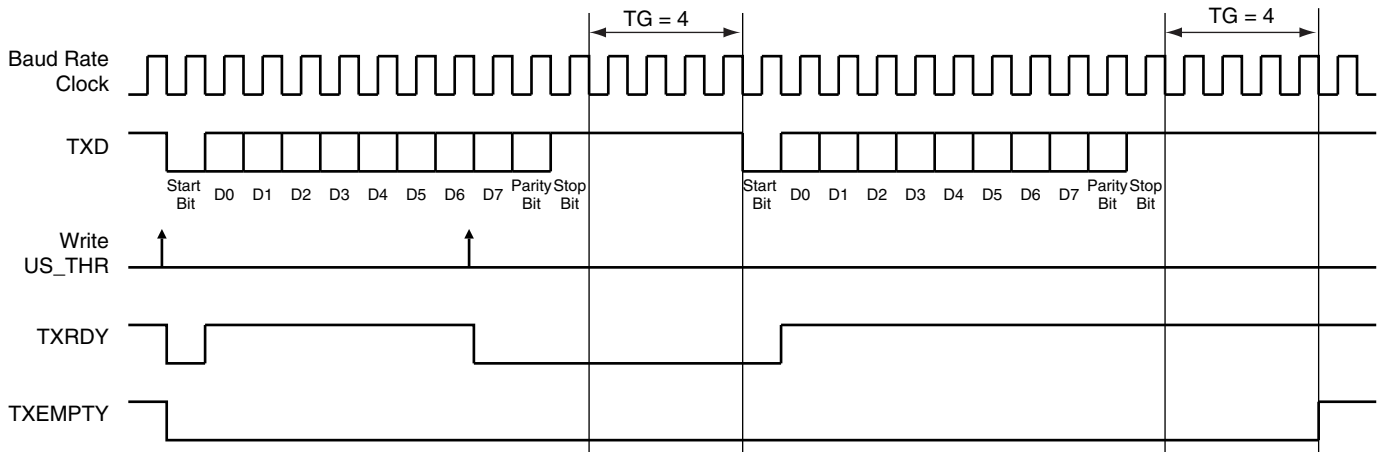 TG = 4
TG = 4
Baud Rate
Clock
TXD
Start
Bit
D0
D1
D2
D3
D4
D5
D6
D7
Parity
Bit
Stop
Bit
Start
Bit
D0
D1
D2
D3
D4
D5
D6
D7
Parity
Bit
Stop
Bit
Write
US_THR
TXRDY
TXEMPTY